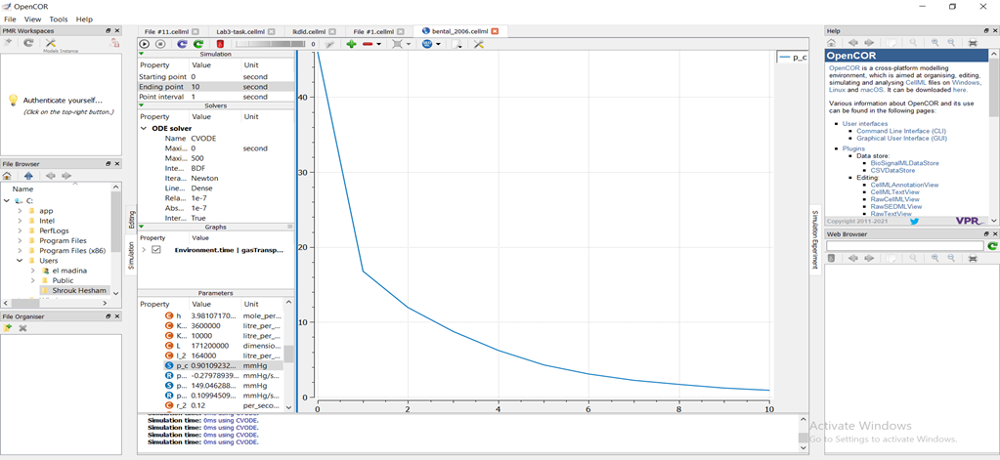 OpenCOR
File View Tools Help
PMR Workspaces
Models Instance
Authenticate yourself...
(Click on the top-right button.)
File Browser
Name
C:
app
Intel
PerfLogs
Program Files
Program Files (x86)
Users
el madina
Public
Shrouk Hesham
File Organiser
File #11.cellml Lab3-task.cellml lkdld.cellml File #1.cellml bental_2006.cellml
0
Editing
Simulation
Simulation
Property Value Unit
Starting point 0 second
Ending point 10 second
Point interval 1 second
Solvers
Property Value Unit
ODE solver
Name CVODE
Maxi... 0 second
Maxi... 500
Inte... BDF
Itera... Newton
Line... Dense
Rela... 1e-7
Abs... 1e-7
Inter... True
Graphs
Property Value
Environment.time | gasTransp...
Parameters
Property Value Unit
h 3.98107170... mole_per...
K... 3600000 litre_per_...
K... 10000 litre_per_...
L 171200000 dimensio...
l_2 164000 litre_per_...
p_c 0.90109232... mmHg
p... -0.27978939... mmHg/s...
p... 149.046288... mmHg
p... 0.10994509... mmHg/s...
r_2 0.12 per_seco...
40
30
20
10
0
0 2 4 6 8 10
p_c
Simulation time: 0ms using CVODE.
Simulation time: 0ms using CVODE.
Simulation time: 0ms using CVODE.
Simulation time: 0ms using CVODE.
Simulation Experiment
Help
OpenCOR
OpenCOR is a cross-platform modelling
environment, which is aimed at organising, editing,
simulating and analysing CellML files on Windows,
Linux and macOS. It can be downloaded here.
Various information about OpenCOR and its use
can be found in the following pages:
User interfaces
Command Line Interface (CLI)
Graphical User Interface (GUI)
Plugins
Data store:
BioSignalMLDataStore
CSVDataStore
Editing
CellMLAnnotationView
CellMLTextView
RawCellMLView
RawSEDMLView
RawTextView
Copyright 2011-2021
VPR
Web Browser
Activate Windows
Go to Settings to activate Windows.